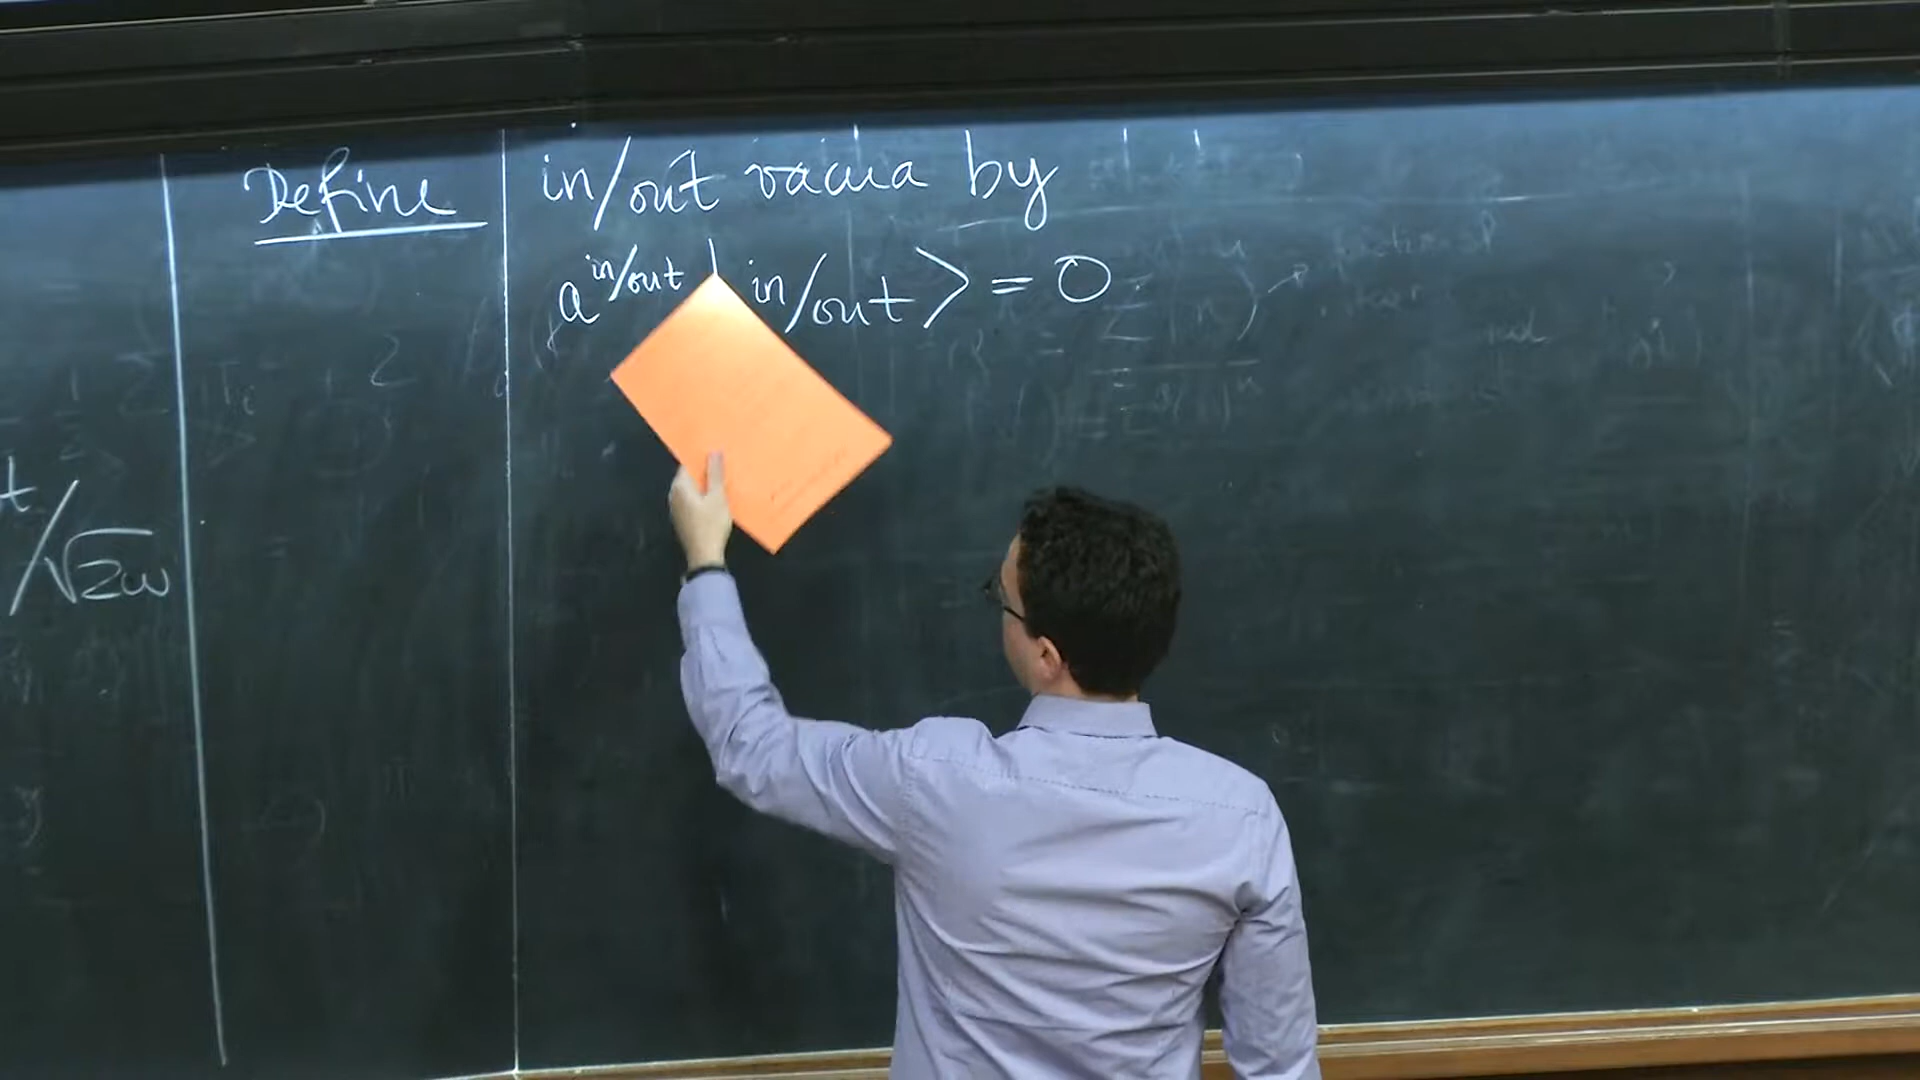 Define in/out vacua by
a^{in/out} |in/out> = 0
t/√2ω